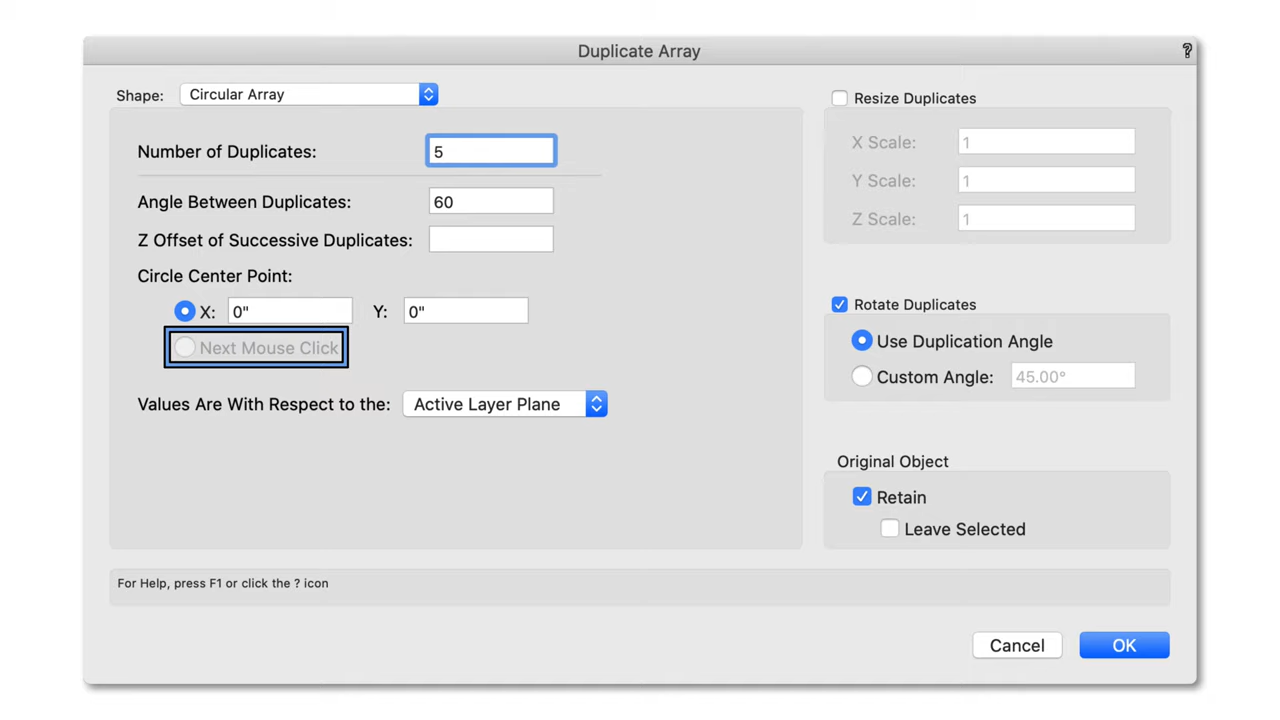 Duplicate Array
?
Shape: Circular Array
Number of Duplicates: 5
Angle Between Duplicates: 60
Z Offset of Successive Duplicates:
Circle Center Point:
X: 0" Y: 0"
Next Mouse Click
Values Are With Respect to the: Active Layer Plane
Resize Duplicates
X Scale: 1
Y Scale: 1
Z Scale: 1
Rotate Duplicates
Use Duplication Angle
Custom Angle: 45.00°
Original Object
Retain
Leave Selected
For Help, press F1 or click the ? icon
Cancel OK